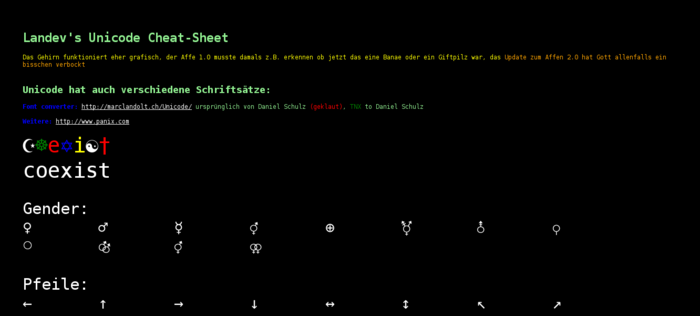 Landev's Unicode Cheat-Sheet
Das Gehirn funktioniert eher grafisch, der Affe 1.0 musste damals z.B. erkennen ob jetzt das eine Banae oder ein Giftpilz war, das Update zum Affen 2.0 hat Gott allenfalls ein
bisschen verbockt
Unicode hat auch verschiedene Schriftsätze:
Font converter: http://marclandolt.ch/Unicode/ ursprünglich von Daniel Schulz (geklaut), TNX to Daniel Schulz
Website: http://www.panix.com
☪☸e✡i☯†
coexist
Gender:
♀ ♂ ☿ ⚥ ⊕ ⚧ ♁ ⚲
○ ⚣ ⚦ ⚢
Pfeile:
← ↑ → ↓ ↔ ↕ ↖ ↗